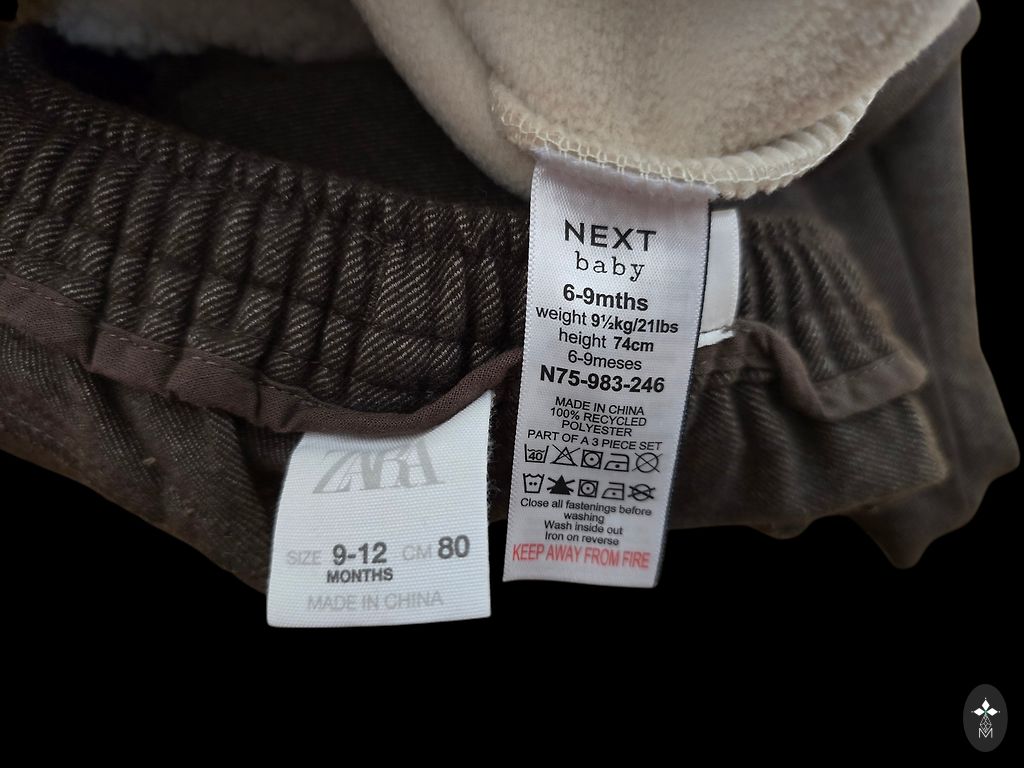 NEXT
baby
6-9mths
weight 9½kg/21lbs
height 74cm
6-9meses
N75-983-246
MADE IN CHINA
100% RECYCLED
POLYESTER
PART OF A 3 PIECE SET
40
Close all fastenings before
washing
Wash inside out
Iron on reverse
KEEP AWAY FROM FIRE
ZARA
SIZE 9-12 CM 80
MONTHS
MADE IN CHINA
M